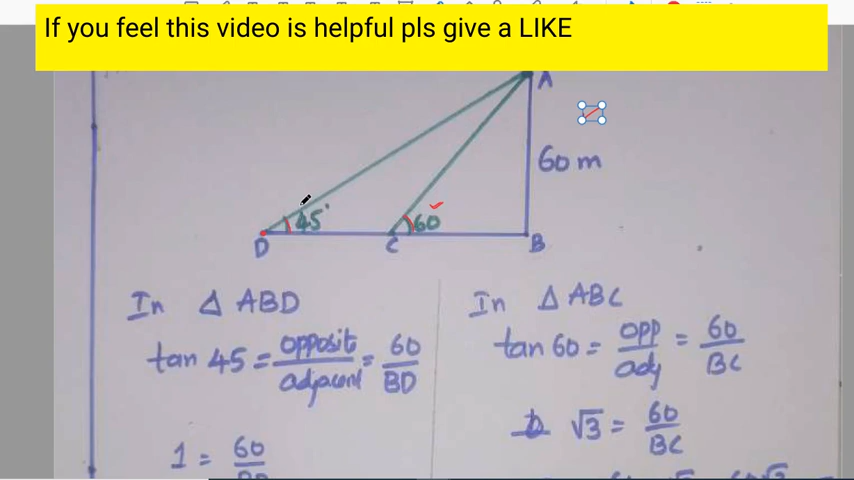 If you feel this video is helpful pls give a LIKE
A
60 m
45°
60
D
C
B
In △ ABD
tan 45 = opposit/adjacent = 60/BD
1 = 60/
In △ ABC
tan 60 = opp/adj = 60/BC
√3 = 60/BC